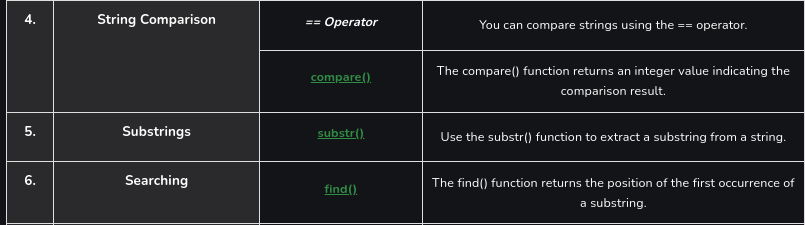 4. String Comparison == Operator You can compare strings using the == operator.
compare() The compare() function returns an integer value indicating the
comparison result.
5. Substrings substr() Use the substr() function to extract a substring from a string.
6. Searching find() The find() function returns the position of the first occurrence of
a substring.